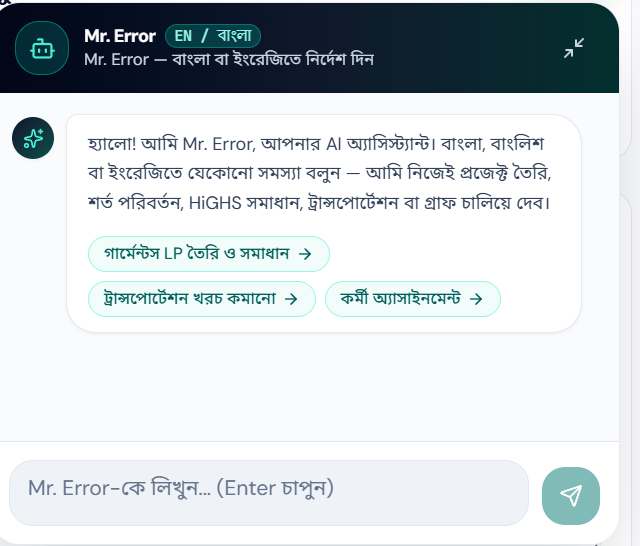 Mr. Error EN / বাংলা
Mr. Error — বাংলা বা ইংরেজিতে নির্দেশ দিন
হ্যালো! আমি Mr. Error, আপনার AI অ্যাসিস্ট্যান্ট। বাংলা, বাংলিশ
বা ইংরেজিতে যেকোনো সমস্যা বলুন — আমি নিজেই প্রজেক্ট তৈরি,
শর্ত পরিবর্তন, HiGHS সমাধান, ট্রান্সপোর্টেশন বা গ্রাফ চালিয়ে দেব।
গার্মেন্টস LP তৈরি ও সমাধান →
ট্রান্সপোর্টেশন খরচ কমানো →
কর্মী অ্যাসাইনমেন্ট →
Mr. Error-কে লিখুন... (Enter চাপুন)